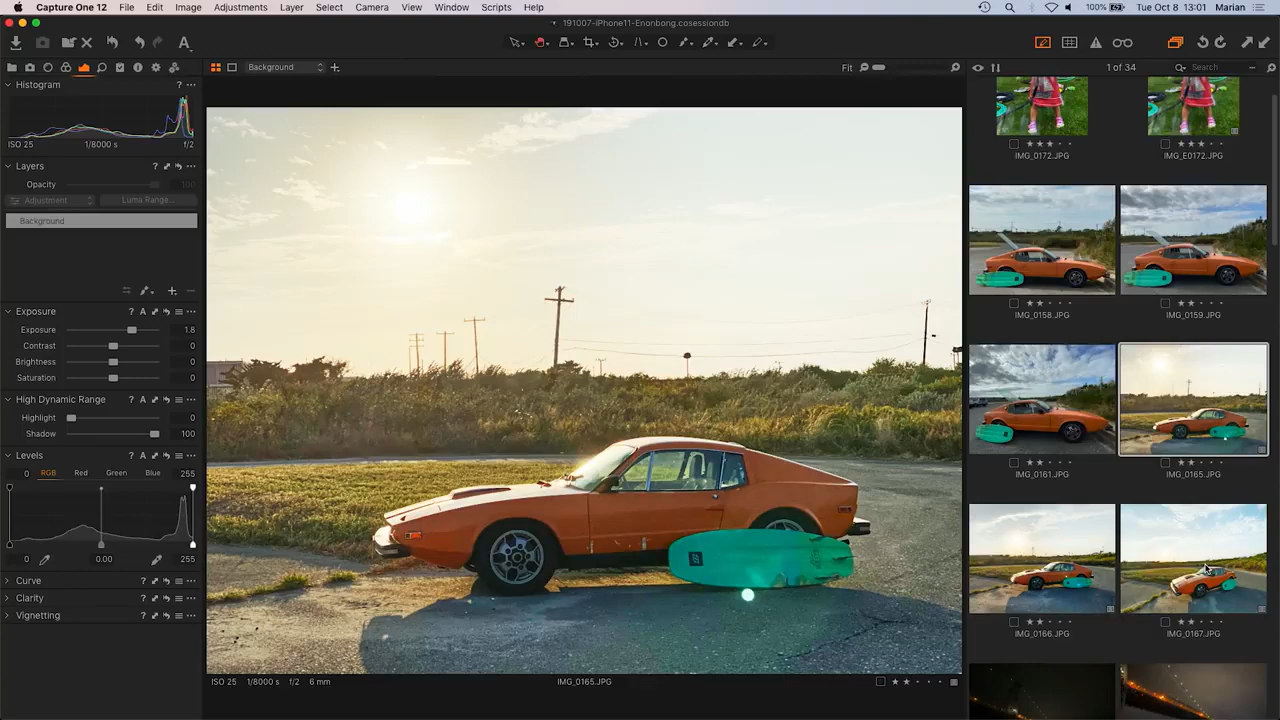 Capture One 12 File Edit View Image Adjustments Layer Select Camera Window Scripts Help 100% Tue Oct 8 13:01 Marian
191007-iPhone11-Enonbong.cosessiondb
Background Fit 1 of 34 Search
Histogram
ISO 25 1/8000 s f/2
Layers
Opacity 100
Adjustment Luma Range...
Background
Exposure
Exposure 1.8
Contrast 0
Brightness 0
Saturation 0
High Dynamic Range
Highlight 0
Shadow 100
Levels
0 RGB Red Green Blue 255
0 0.00 255
Curve
Clarity
Vignetting
ISO 25 1/8000 s f/2 6 mm IMG_0165.JPG
IMG_0172.JPG IMG_E0172.JPG
IMG_0158.JPG IMG_0159.JPG
IMG_0161.JPG IMG_0165.JPG
IMG_0166.JPG IMG_0167.JPG